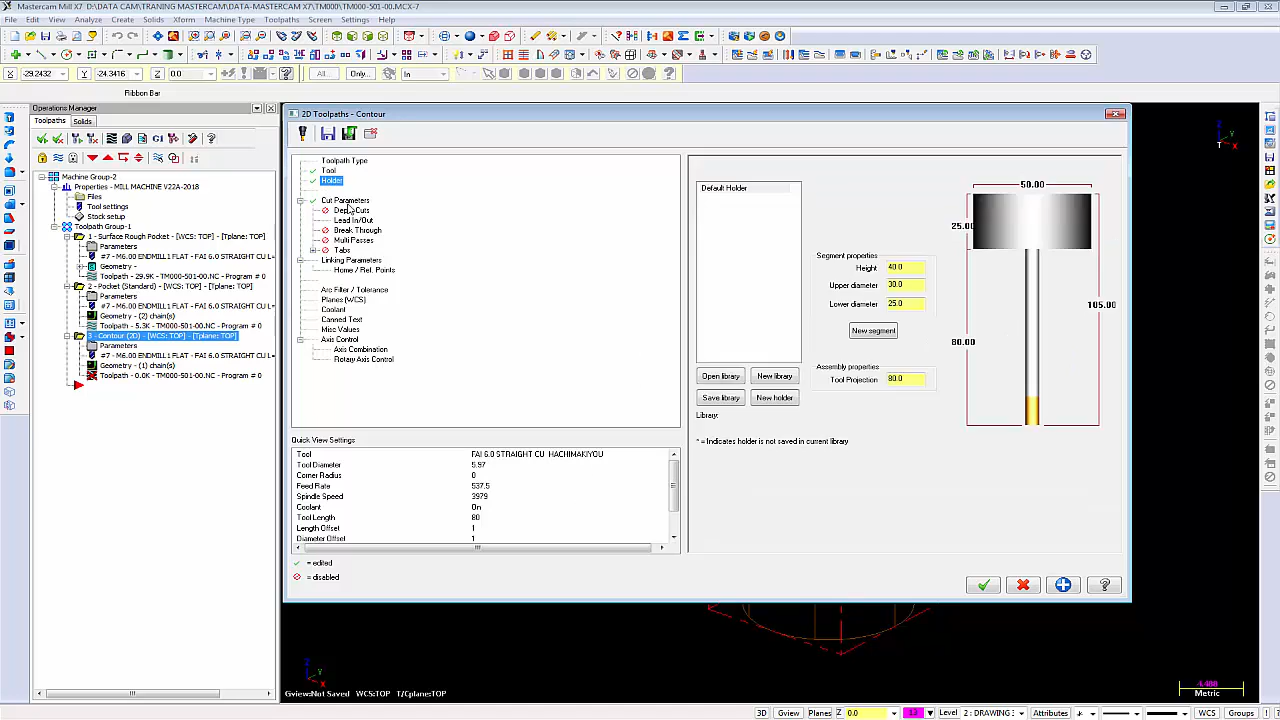 Mastercam Mill X7 D:\DATA CAM\TRANING MASTERCAM\DATA-MASTERCAM X7\TM000\TM000-501-00.MCX-7
File Edit View Analyze Create Solids Xform Machine Type Toolpaths Screen Settings Help
X -29.2432 Y -24.3416 Z 0.0 All... Only... In
Ribbon Bar
Operations Manager
Toolpaths Solids
G1
Machine Group-2
Properties - MILL MACHINE V22A-2018
Files
Tool settings
Stock setup
Toolpath Group-1
1 - Surface Rough Pocket - [WCS: TOP] - [Tplane: TOP]
Parameters
#7 - M6.00 ENDMILL1 FLAT - FAI 6.0 STRAIGHT CU L
Geometry -
Toolpath - 29.9K - TM000-501-00.NC - Program # 0
2 - Pocket (Standard) - [WCS: TOP] - [Tplane: TOP]
Parameters
#7 - M6.00 ENDMILL1 FLAT - FAI 6.0 STRAIGHT CU L
Geometry - (2) chain(s)
Toolpath - 5.3K - TM000-501-00.NC - Program # 0
3 - Contour (2D) - [WCS: TOP] - [Tplane: TOP]
Parameters
#7 - M6.00 ENDMILL1 FLAT - FAI 6.0 STRAIGHT CU L
Geometry - (1) chain(s)
Toolpath - 0.0K - TM000-501-00.NC - Program # 0
2D Toolpaths - Contour
Toolpath Type
Tool
Holder
Cut Parameters
Depth Cuts
Lead In/Out
Break Through
Multi Passes
Tabs
Linking Parameters
Home / Ref. Points
Arc Filter / Tolerance
Planes (WCS)
Coolant
Canned Text
Misc Values
Axis Control
Axis Combination
Rotary Axis Control
Quick View Settings
Tool FAI 6.0 STRAIGHT CU HACHIMAKIYOU
Tool Diameter 5.97
Corner Radius 0
Feed Rate 537.5
Spindle Speed 3979
Coolant On
Tool Length 80
Length Offset 1
Diameter Offset 1
= edited
= disabled
Default Holder
Open library New library
Save library New holder
Library:
* = Indicates holder is not saved in current library
Segment properties
Height 40.0
Upper diameter 30.0
Lower diameter 25.0
New segment
Assembly properties
Tool Projection 80.0
50.00
25.00
105.00
80.00
Z
Y
X
T
Z
Y
X
Gview:Not Saved WCS:TOP T/Cplane:TOP
4.488
Metric
3D Gview Planes Z 0.0 13 Level 2 : DRAWING 3 Attributes WCS Groups